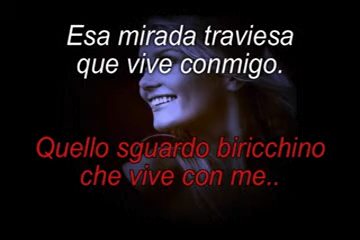 Esa mirada traviesa
que vive conmigo.
Quello sguardo biricchino
che vive con me..